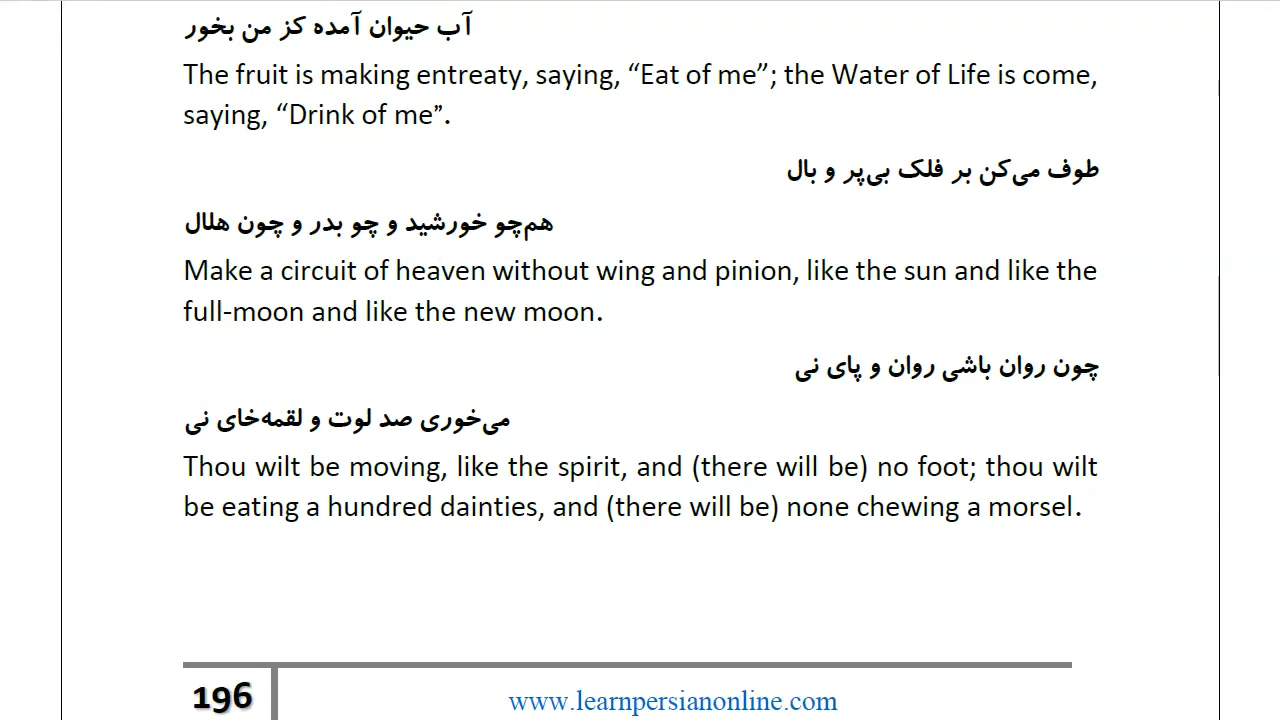 آب حیوان آمده کز من بخور
The fruit is making entreaty, saying, “Eat of me”; the Water of Life is come,
saying, “Drink of me”.
طوف می‌کن بر فلک بی‌پر و بال
هم‌چو خورشید و چو بدر و چون هلال
Make a circuit of heaven without wing and pinion, like the sun and like the
full-moon and like the new moon.
چون روان باشی روان و پای نی
می‌خوری صد لوت و لقمه‌خای نی
Thou wilt be moving, like the spirit, and (there will be) no foot; thou wilt
be eating a hundred dainties, and (there will be) none chewing a morsel.
196
www.learnpersianonline.com